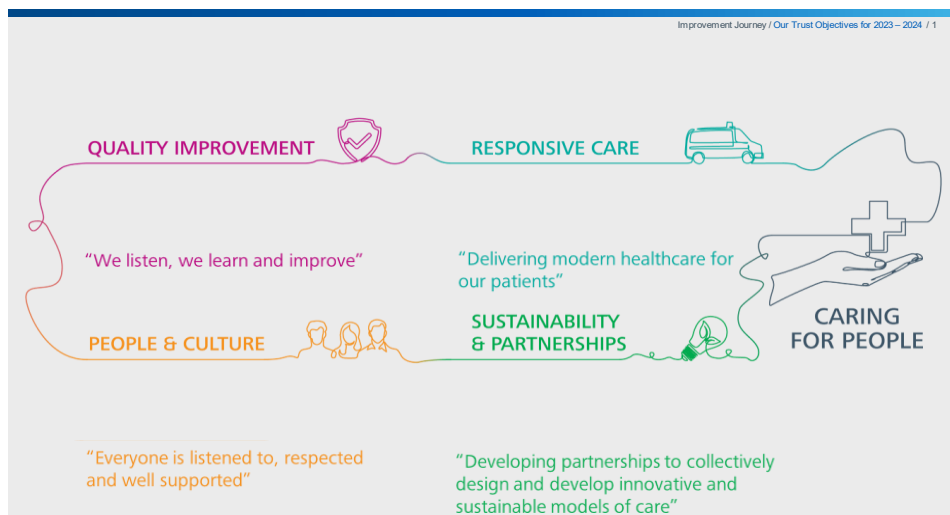 Improvement Journey / Our Trust Objectives for 2023 – 2024 / 1
QUALITY IMPROVEMENT
RESPONSIVE CARE
“We listen, we learn and improve”
“Delivering modern healthcare for
our patients”
PEOPLE & CULTURE
SUSTAINABILITY
& PARTNERSHIPS
CARING
FOR PEOPLE
“Everyone is listened to, respected
and well supported”
“Developing partnerships to collectively
design and develop innovative and
sustainable models of care”